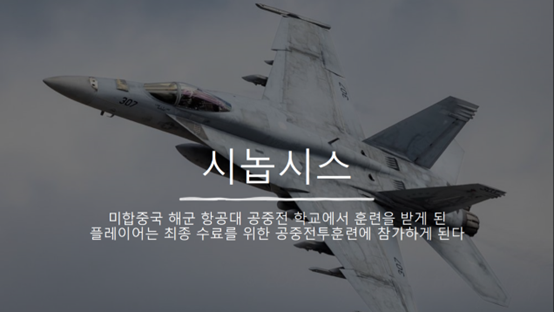 307
시놉시스
미합중국 해군 항공대 공중전 학교에서 훈련을 받게 된
플레이어는 최종 수료를 위한 공중전투훈련에 참가하게 된다
307